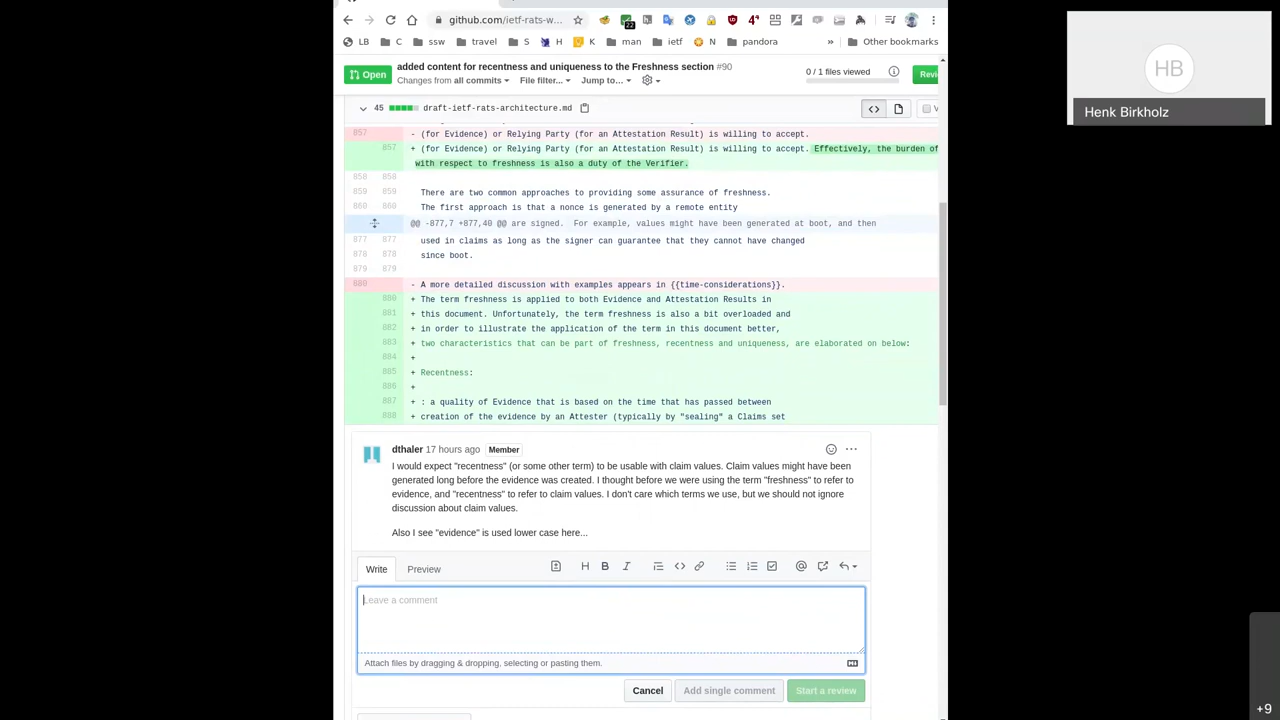 github.com/ietf-rats-w...
22
LB C ssw travel S H K man ietf N pandora » Other bookmarks
added content for recentness and uniqueness to the Freshness section #90
Open
Changes from all commits File filter... Jump to...
0 / 1 files viewed
Revi
45 draft-ietf-rats-architecture.md
V
857 - (for Evidence) or Relying Party (for an Attestation Result) is willing to accept.
857 + (for Evidence) or Relying Party (for an Attestation Result) is willing to accept. Effectively, the burden of
with respect to freshness is also a duty of the Verifier.
858 858
859 859 There are two common approaches to providing some assurance of freshness.
860 860 The first approach is that a nonce is generated by a remote entity
@@ -877,7 +877,40 @@ are signed. For example, values might have been generated at boot, and then
877 877 used in claims as long as the signer can guarantee that they cannot have changed
878 878 since boot.
879 879
880 - A more detailed discussion with examples appears in {{time-considerations}}.
880 + The term freshness is applied to both Evidence and Attestation Results in
881 + this document. Unfortunately, the term freshness is also a bit overloaded and
882 + in order to illustrate the application of the term in this document better,
883 + two characteristics that can be part of freshness, recentness and uniqueness, are elaborated on below:
884 +
885 + Recentness:
886 +
887 + : a quality of Evidence that is based on the time that has passed between
888 + creation of the evidence by an Attester (typically by "sealing" a Claims set
dthaler 17 hours ago Member
I would expect "recentness" (or some other term) to be usable with claim values. Claim values might have been
generated long before the evidence was created. I thought before we were using the term "freshness" to refer to
evidence, and "recentness" to refer to claim values. I don't care which terms we use, but we should not ignore
discussion about claim values.
Also I see "evidence" is used lower case here...
Write Preview
Leave a comment
Attach files by dragging & dropping, selecting or pasting them.
Cancel Add single comment Start a review
HB
Henk Birkholz
+9